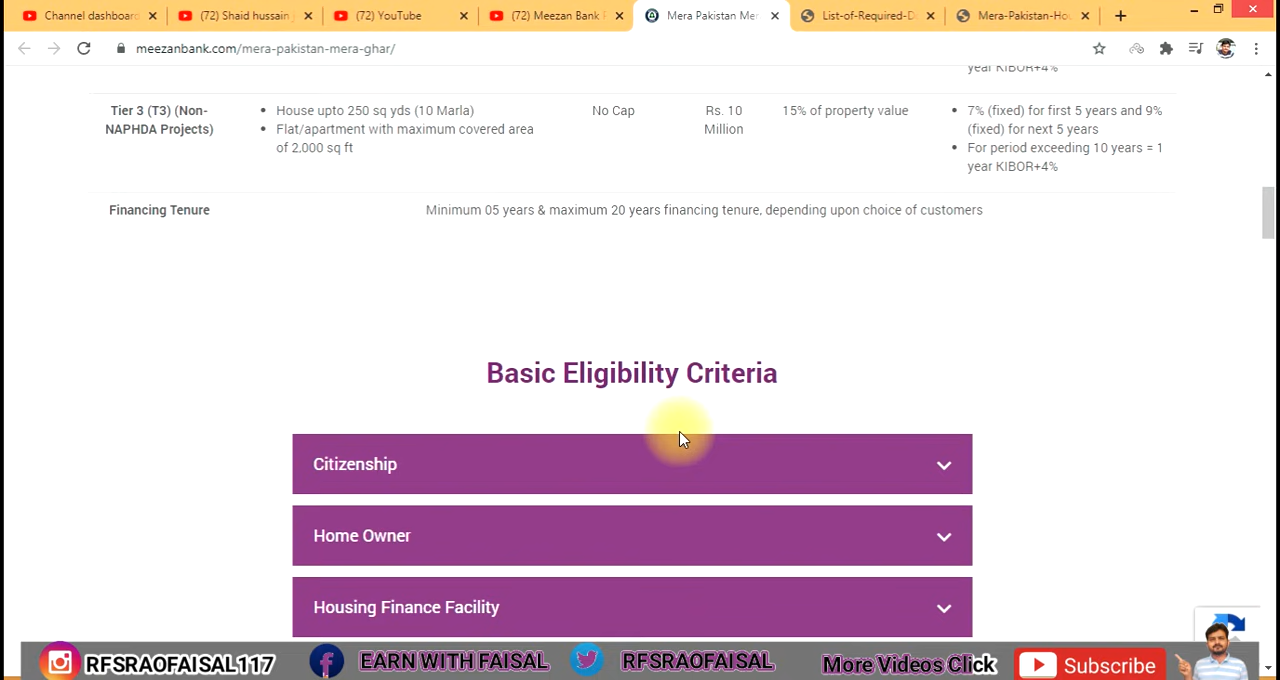 Channel dashboard
(72) Shaid hussain
(72) YouTube
(72) Meezan Bank
Mera Pakistan Mer
List-of-Required-D
Mera-Pakistan-Ho
meezanbank.com/mera-pakistan-mera-ghar/
year KIBOR+4%
Tier 3 (T3) (Non-
NAPHDA Projects)
House upto 250 sq yds (10 Marla)
Flat/apartment with maximum covered area
of 2,000 sq ft
No Cap
Rs. 10
Million
15% of property value
7% (fixed) for first 5 years and 9%
(fixed) for next 5 years
For period exceeding 10 years = 1
year KIBOR+4%
Financing Tenure
Minimum 05 years & maximum 20 years financing tenure, depending upon choice of customers
Basic Eligibility Criteria
Citizenship
Home Owner
Housing Finance Facility
RFSRAOFAISAL117
EARN WITH FAISAL
RFSRAOFAISAL
More Videos Click
Subscribe